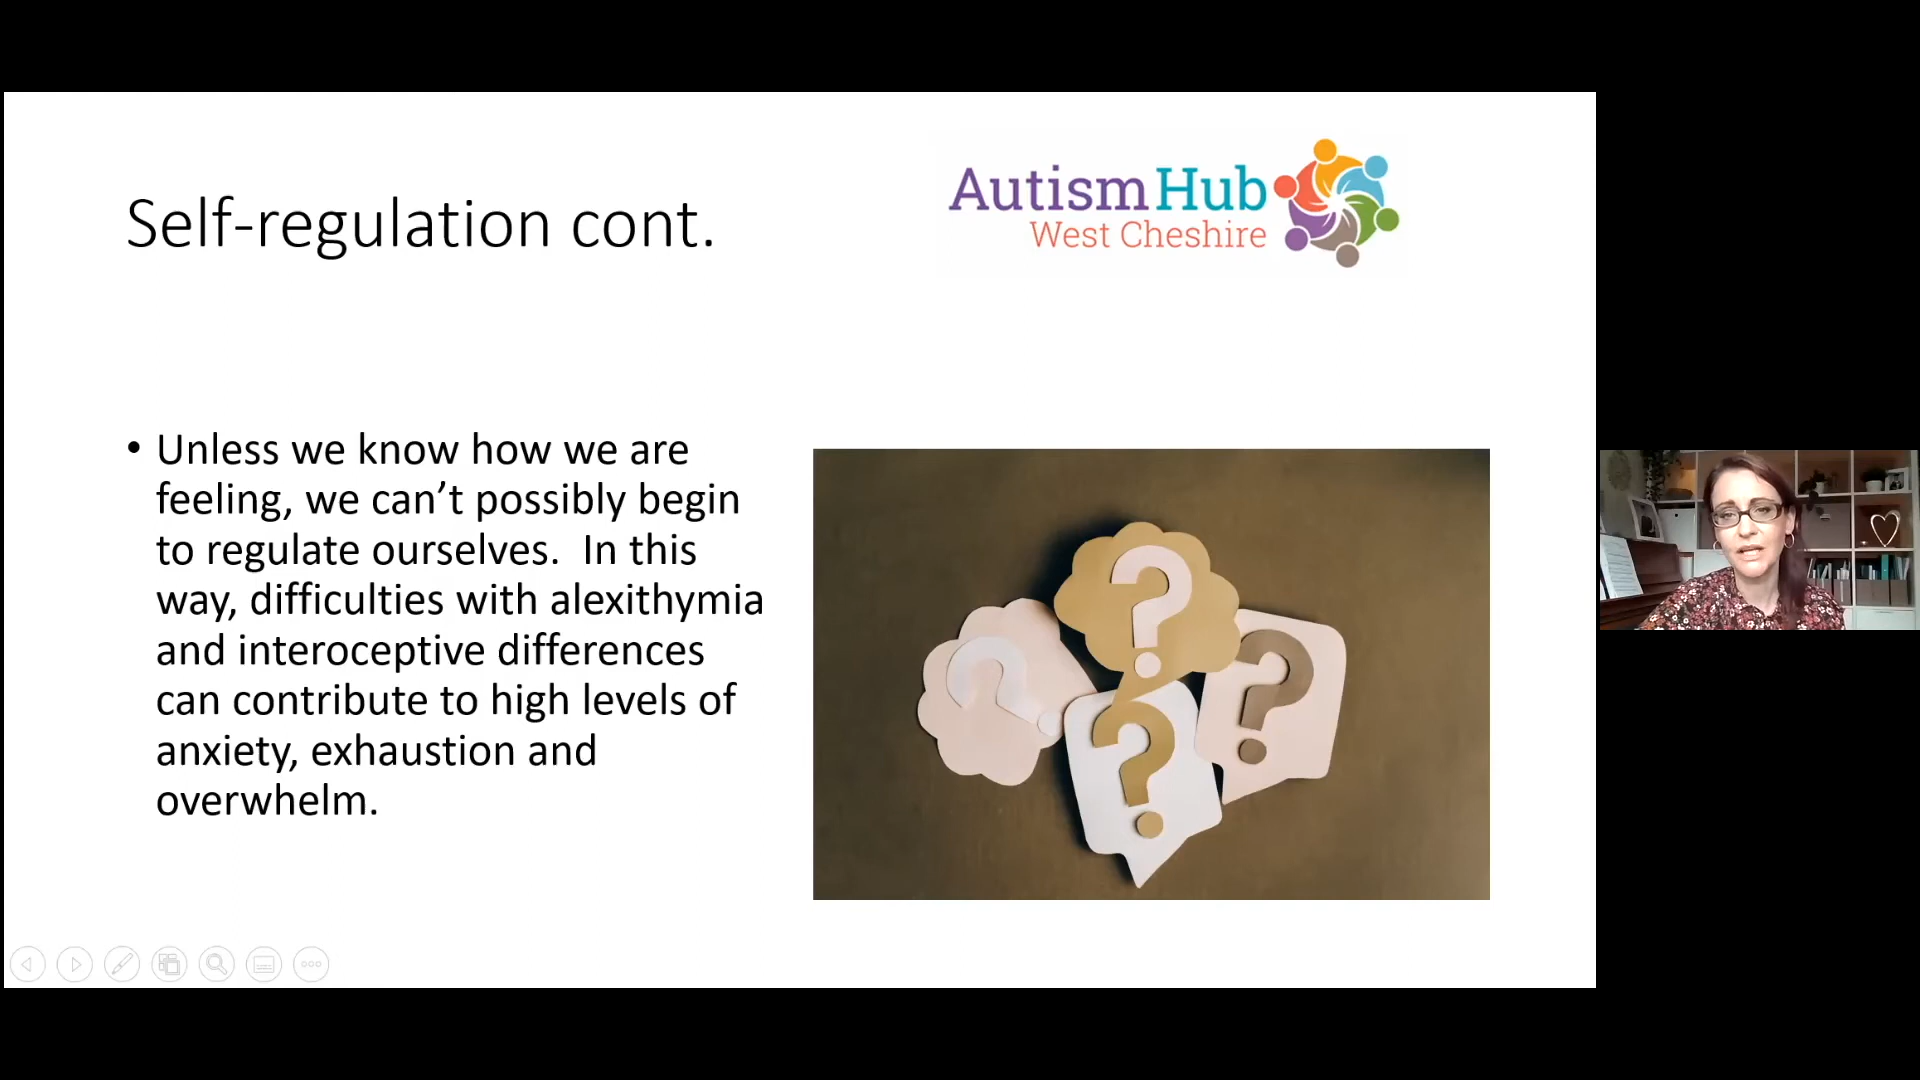 Self-regulation cont.
Autism Hub
West Cheshire
• Unless we know how we are
feeling, we can’t possibly begin
to regulate ourselves.  In this
way, difficulties with alexithymia
and interoceptive differences
can contribute to high levels of
anxiety, exhaustion and
overwhelm.
?
?
?
?